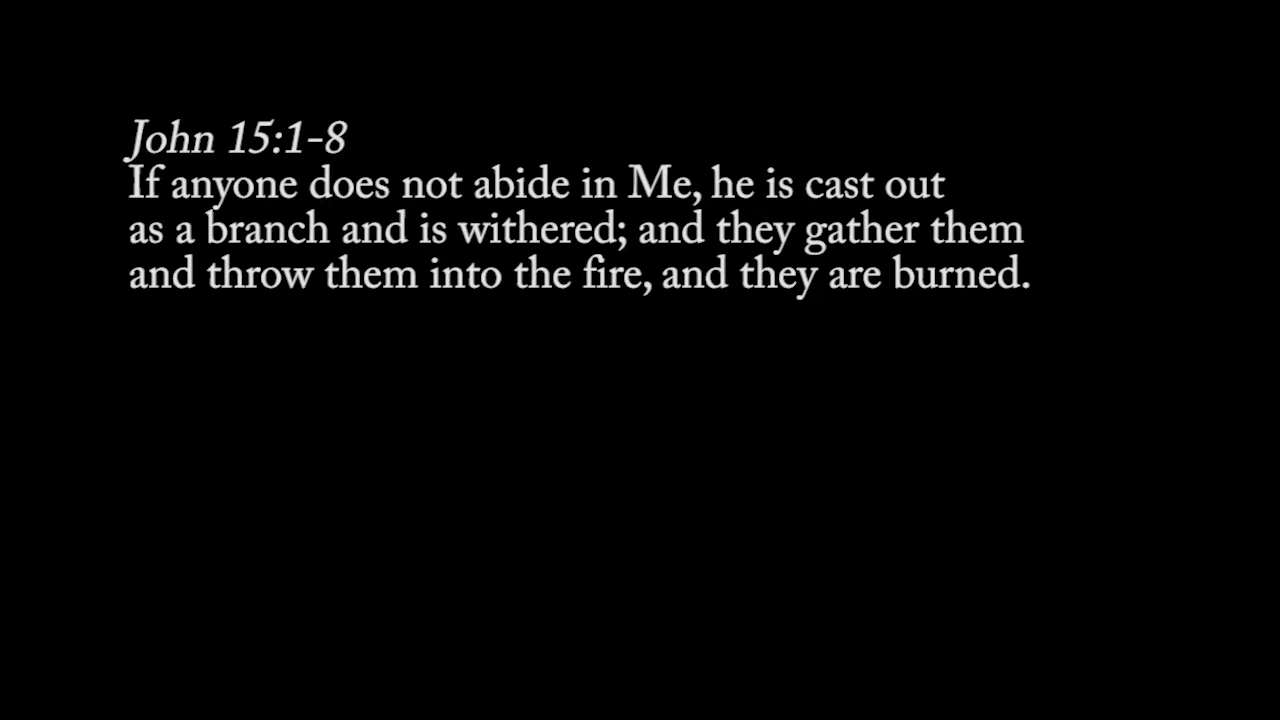 John 15:1-8
If anyone does not abide in Me, he is cast out
as a branch and is withered; and they gather them
and throw them into the fire, and they are burned.